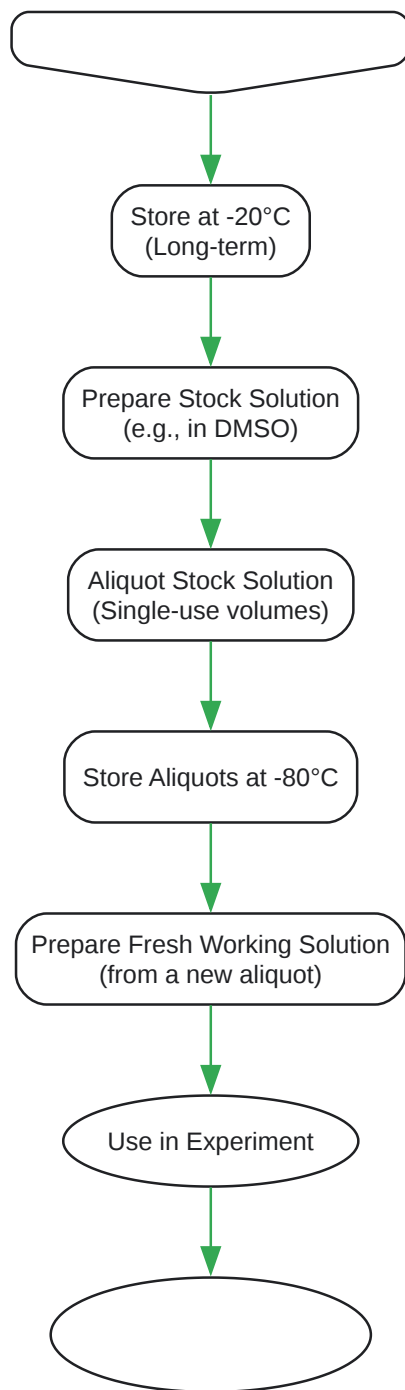 Store at -20°C
(Long-term)
Prepare Stock Solution
(e.g., in DMSO)
Aliquot Stock Solution
(Single-use volumes)
Store Aliquots at -80°C
Prepare Fresh Working Solution
(from a new aliquot)
Use in Experiment